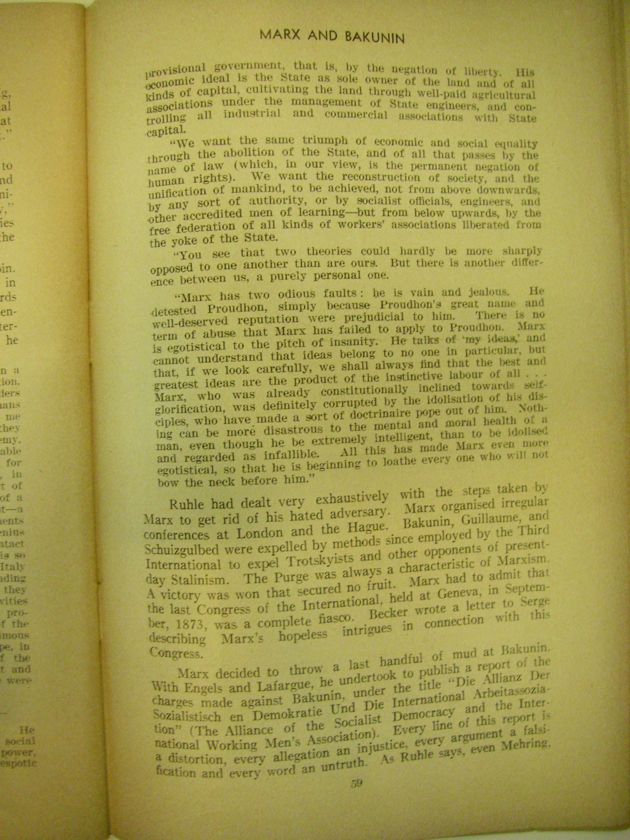 MARX AND BAKUNIN
provisional government, that is, by the negation of liberty. His
economic ideal is the State as sole owner of the land and of all
kinds of capital, cultivating the land through well-paid agricultural
associations under the management of State engineers, and con-
trolling all industrial and commercial associations with State
capital.
"We want the same triumph of economic and social equality
through the abolition of the State, and of all that passes by the
name of law (which, in our view, is the permanent negation of
human rights). We want the reconstruction of society, and the
unification of mankind, to be achieved, not from above downwards,
by any sort of authority, or by socialist officials, engineers, and
other accredited men of learning—but from below upwards, by the
free federation of all kinds of workers' associations liberated from
the yoke of the State.
"You see that two theories could hardly be more sharply
opposed to one another than are ours. But there is another differ-
ence between us, a purely personal one.
"Marx has two odious faults: he is vain and jealous. He
detested Proudhon, simply because Proudhon's great name and
well-deserved reputation were prejudicial to him. There is no
term of abuse that Marx has failed to apply to Proudhon. Marx
is egotistical to the pitch of insanity. He talks of 'my ideas,' and
cannot understand that ideas belong to no one in particular, but
that, if we look carefully, we shall always find that the best and
greatest ideas are the product of the instinctive labour of all . . .
Marx, who was already constitutionally inclined towards self-
glorification, was definitely corrupted by the idolisation of his dis-
ciples, who have made a sort of doctrinaire pope out of him. Noth-
ing can be more disastrous to the mental and moral health of a
man, even though he be extremely intelligent, than to be idolised
and regarded as infallible. All this has made Marx even more
egotistical, so that he is beginning to loathe every one who will not
bow the neck before him."
Ruhle had dealt very exhaustively with the steps taken by
Marx to get rid of his hated adversary. Marx organised irregular
conferences at London and the Hague. Bakunin, Guillaume, and
Schuizgulbed were expelled by methods since employed by the Third
International to expel Trotskyists and other opponents of present-
day Stalinism. The Purge was always a characteristic of Marxism.
A victory was won that secured no fruit. Marx had to admit that
the last Congress of the International, held at Geneva, in Septem-
ber, 1873, was a complete fiasco. Becker wrote a letter to Serge
describing Marx's hopeless intrigues in connection with this
Congress.
Marx decided to throw a last handful of mud at Bakunin.
With Engels and Lafargue, he undertook to publish a report of the
charges made against Bakunin, under the title "Die Allianz Der
Sozialistisch en Demokratie Und Die International Arbeitassozia-
tion" (The Alliance of the Socialist Democracy and the Inter-
national Working Men's Association). Every line of this report is
a distortion, every allegation an injustice, every argument a falsi-
fication and every word an untruth. As Ruhle says, even Mehring,
59